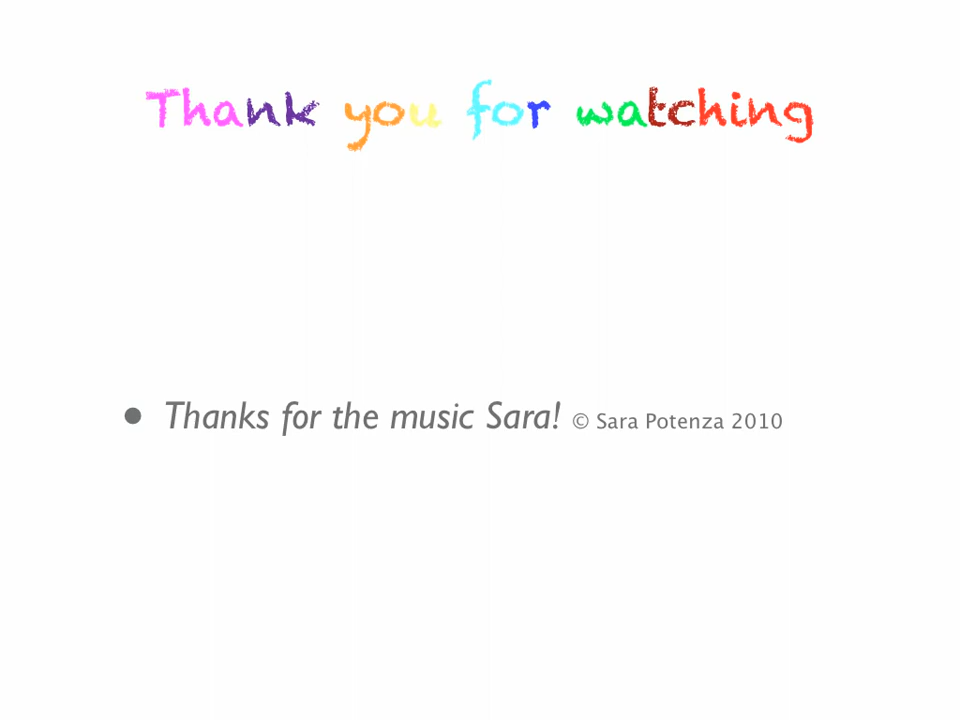 Thank you for watching
• Thanks for the music Sara! © Sara Potenza 2010